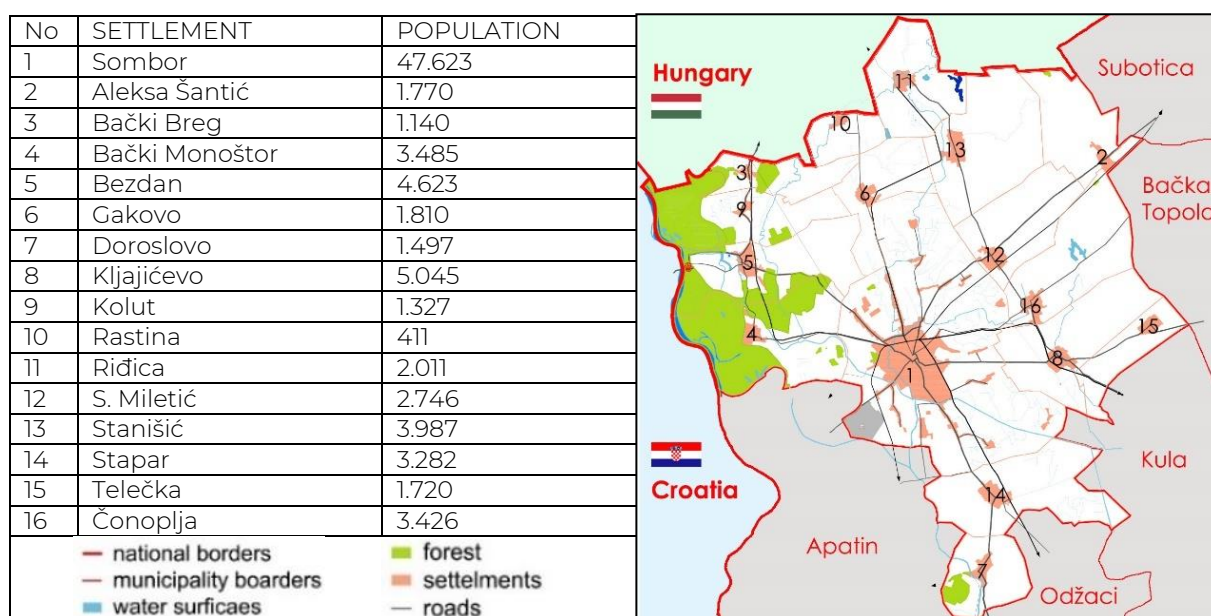 No SETTLEMENT POPULATION
1 Sombor 47.623
2 Aleksa Šantić 1.770
3 Bački Breg 1.140
4 Bački Monoštor 3.485
5 Bezdan 4.623
6 Gakovo 1.810
7 Doroslovo 1.497
8 Kljajićevo 5.045
9 Kolut 1.327
10 Rastina 411
11 Riđica 2.011
12 S. Miletić 2.746
13 Stanišić 3.987
14 Stapar 3.282
15 Telečka 1.720
16 Čonoplja 3.426
national borders
municipality boarders
water surficaes
forest
settelments
roads
Hungary
Subotica
11
10
13
2
3
Bačka
Topola
6
9
12
5
16
15
4
8
1
Croatia
Kula
14
Apatin
7
Odžaci